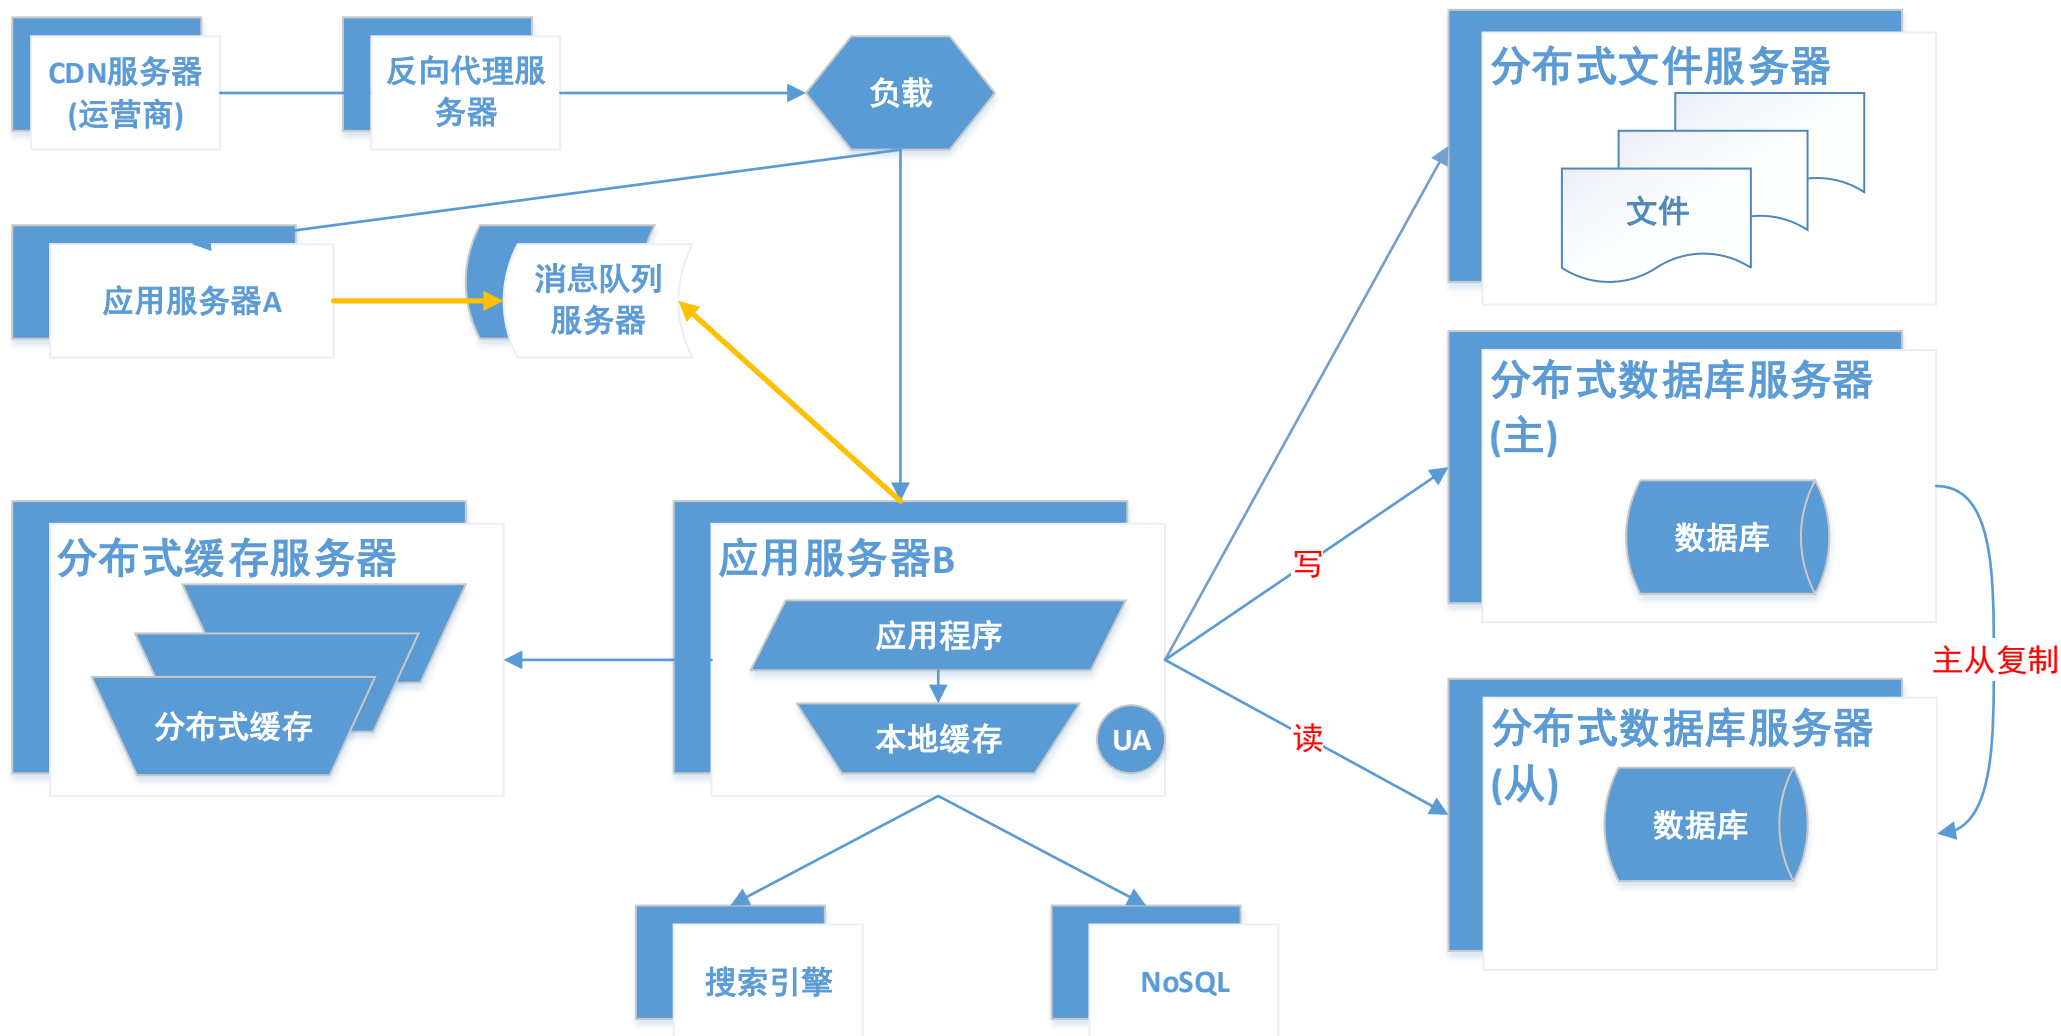 CDN服务器
(运营商)
反向代理服
务器
负载
分布式文件服务器
文件
应用服务器A
消息队列
服务器
分布式数据库服务器
(主)
数据库
分布式缓存服务器
分布式缓存
应用服务器B
应用程序
本地缓存
UA
写
读
主从复制
分布式数据库服务器
(从)
数据库
搜索引擎
NoSQL